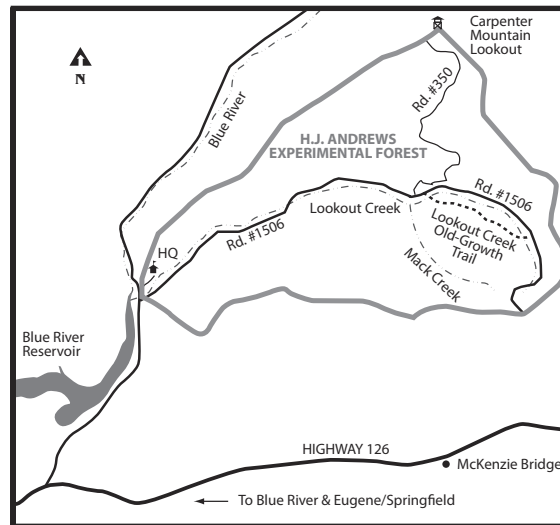 Carpenter
Mountain
Lookout
N
Rd. #350
Blue River
H.J. ANDREWS
EXPERIMENTAL FOREST
Rd. #1506
Lookout Creek
Lookout Creek
Old-Growth
Trail
Rd. #1506
HQ
Mack Creek
Blue River
Reservoir
HIGHWAY 126
McKenzie Bridge
To Blue River & Eugene/Springfield